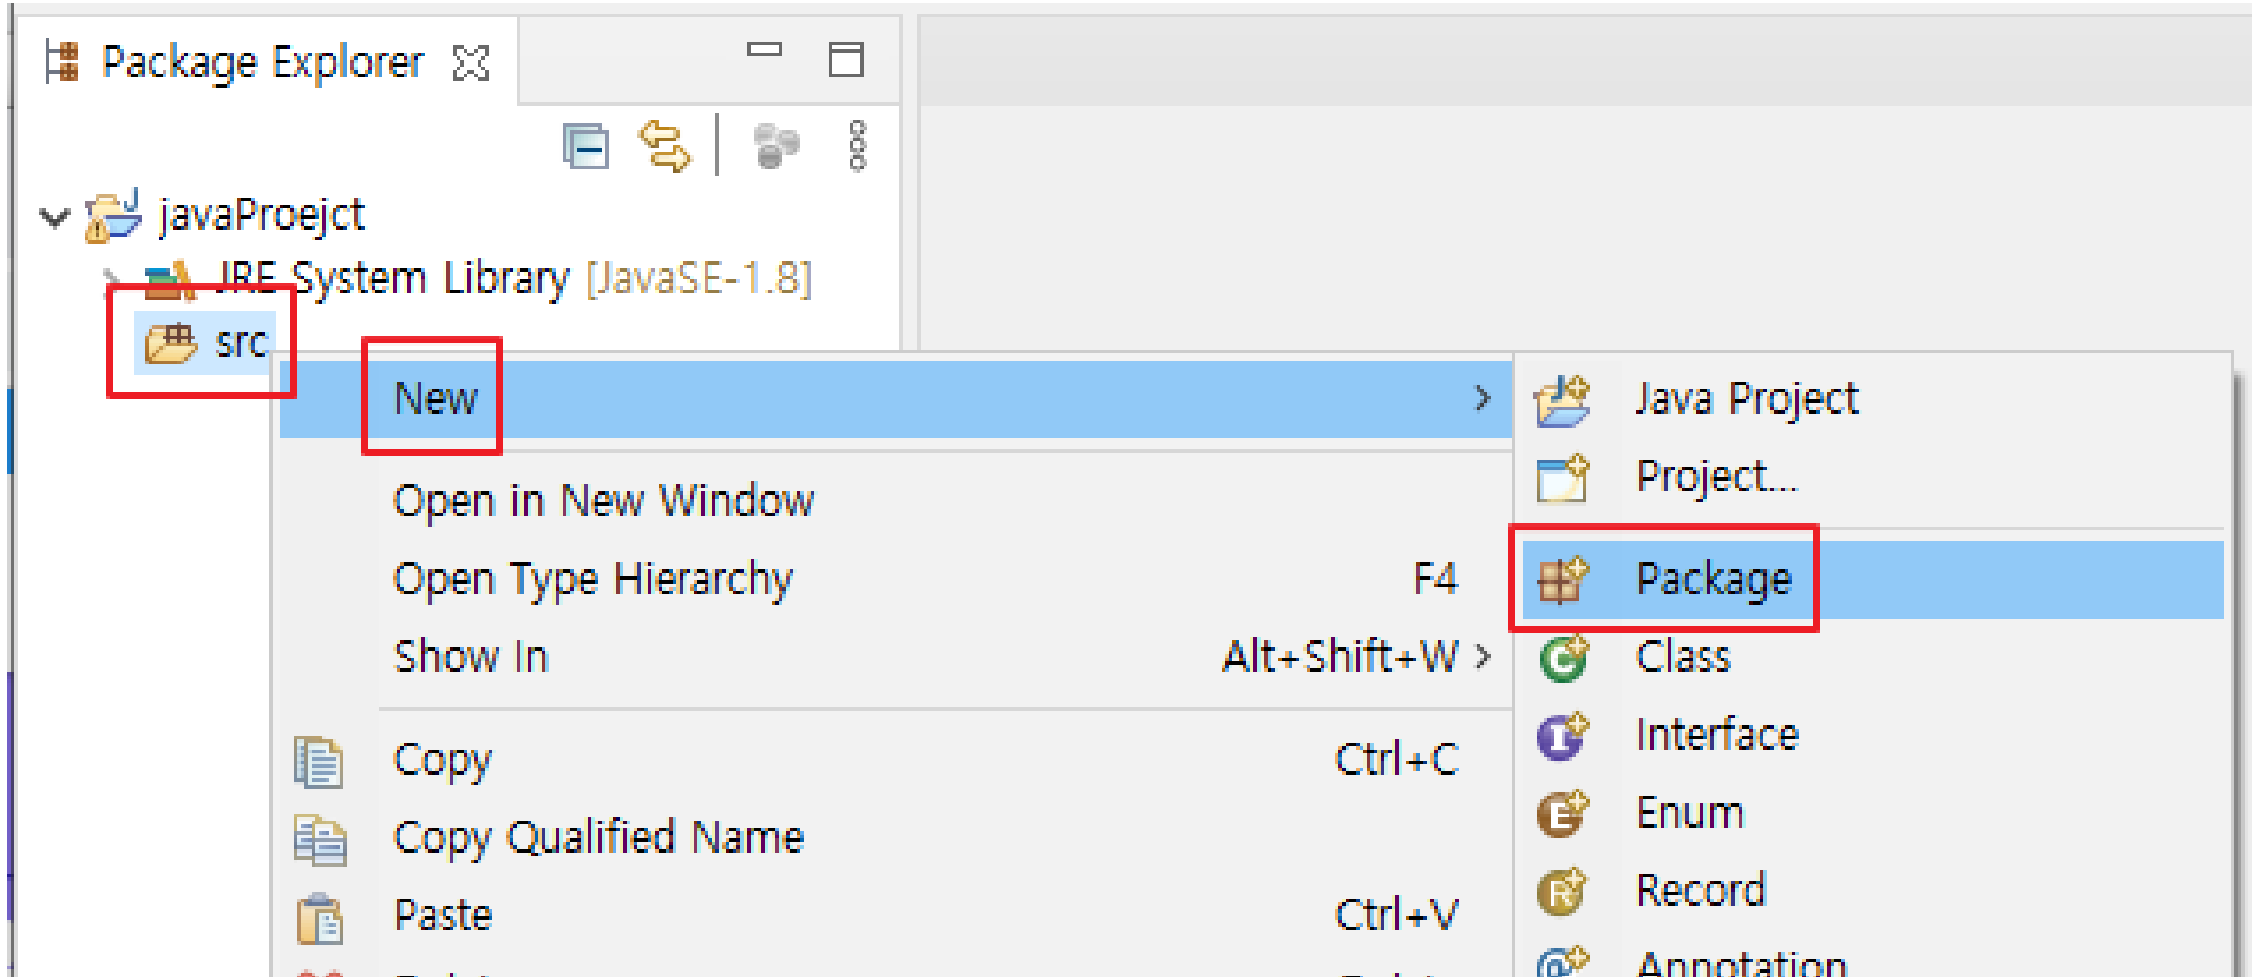 Package Explorer
javaProejct
JRE System Library [JavaSE-1.8]
src
New
Open in New Window
Open Type Hierarchy F4
Show In Alt+Shift+W
Copy Ctrl+C
Copy Qualified Name
Paste Ctrl+V
Java Project
Project...
Package
Class
Interface
Enum
Record
Annotation